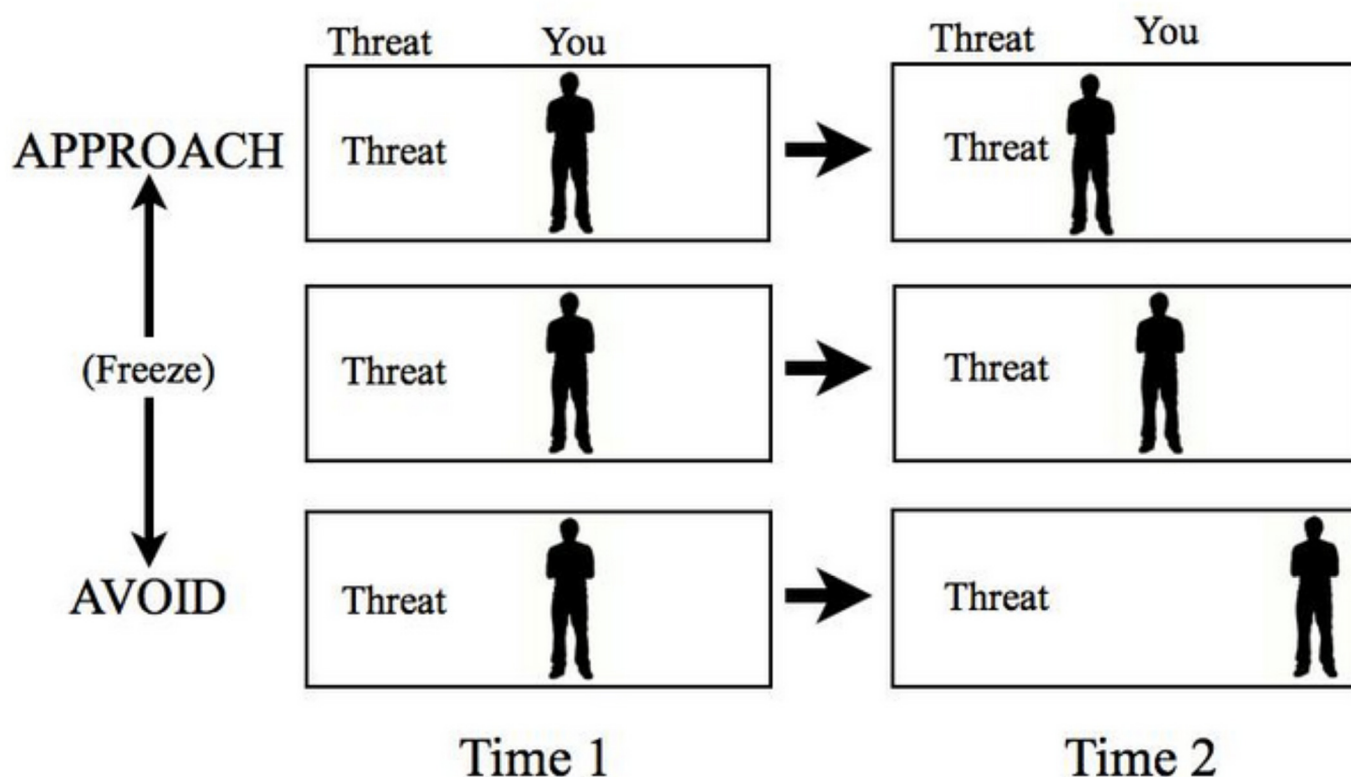 Threat You Threat You
APPROACH Threat Threat
(Freeze) Threat Threat
AVOID Threat Threat
Time 1 Time 2